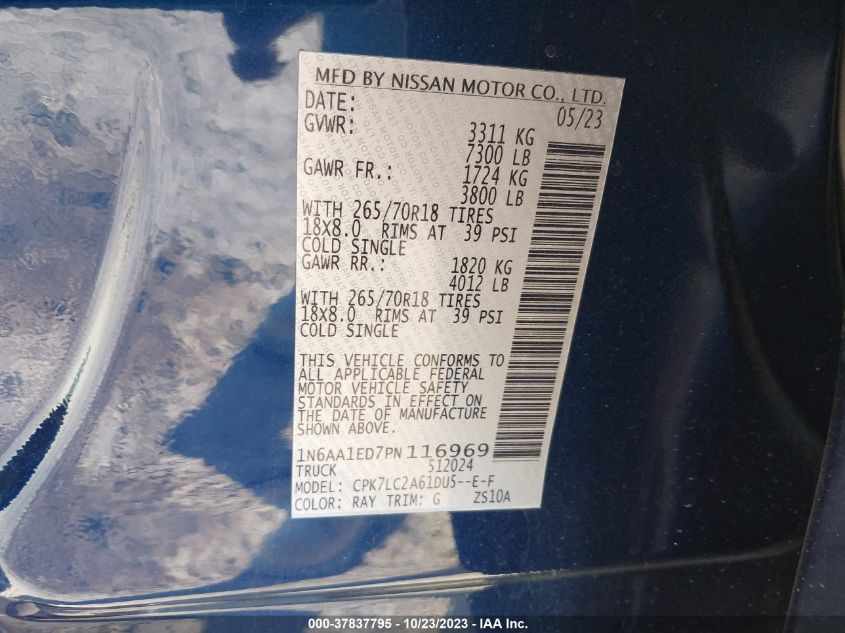 MFD BY NISSAN MOTOR CO., LTD.
DATE: 05/23
GVWR: 3311 KG
7300 LB
GAWR FR.: 1724 KG
3800 LB
WITH 265/70R18 TIRES
18X8.0 RIMS AT 39 PSI
COLD SINGLE
GAWR RR.: 1820 KG
4012 LB
WITH 265/70R18 TIRES
18X8.0 RIMS AT 39 PSI
COLD SINGLE
THIS VEHICLE CONFORMS TO
ALL APPLICABLE FEDERAL
MOTOR VEHICLE SAFETY
STANDARDS IN EFFECT ON
THE DATE OF MANUFACTURE
SHOWN ABOVE.
1N6AA1ED7PN116969
TRUCK 512024
MODEL: CPK7LC2A61DU5--E-F
COLOR: RAY TRIM: G ZS10A
000-37837795 - 10/23/2023 - IAA Inc.